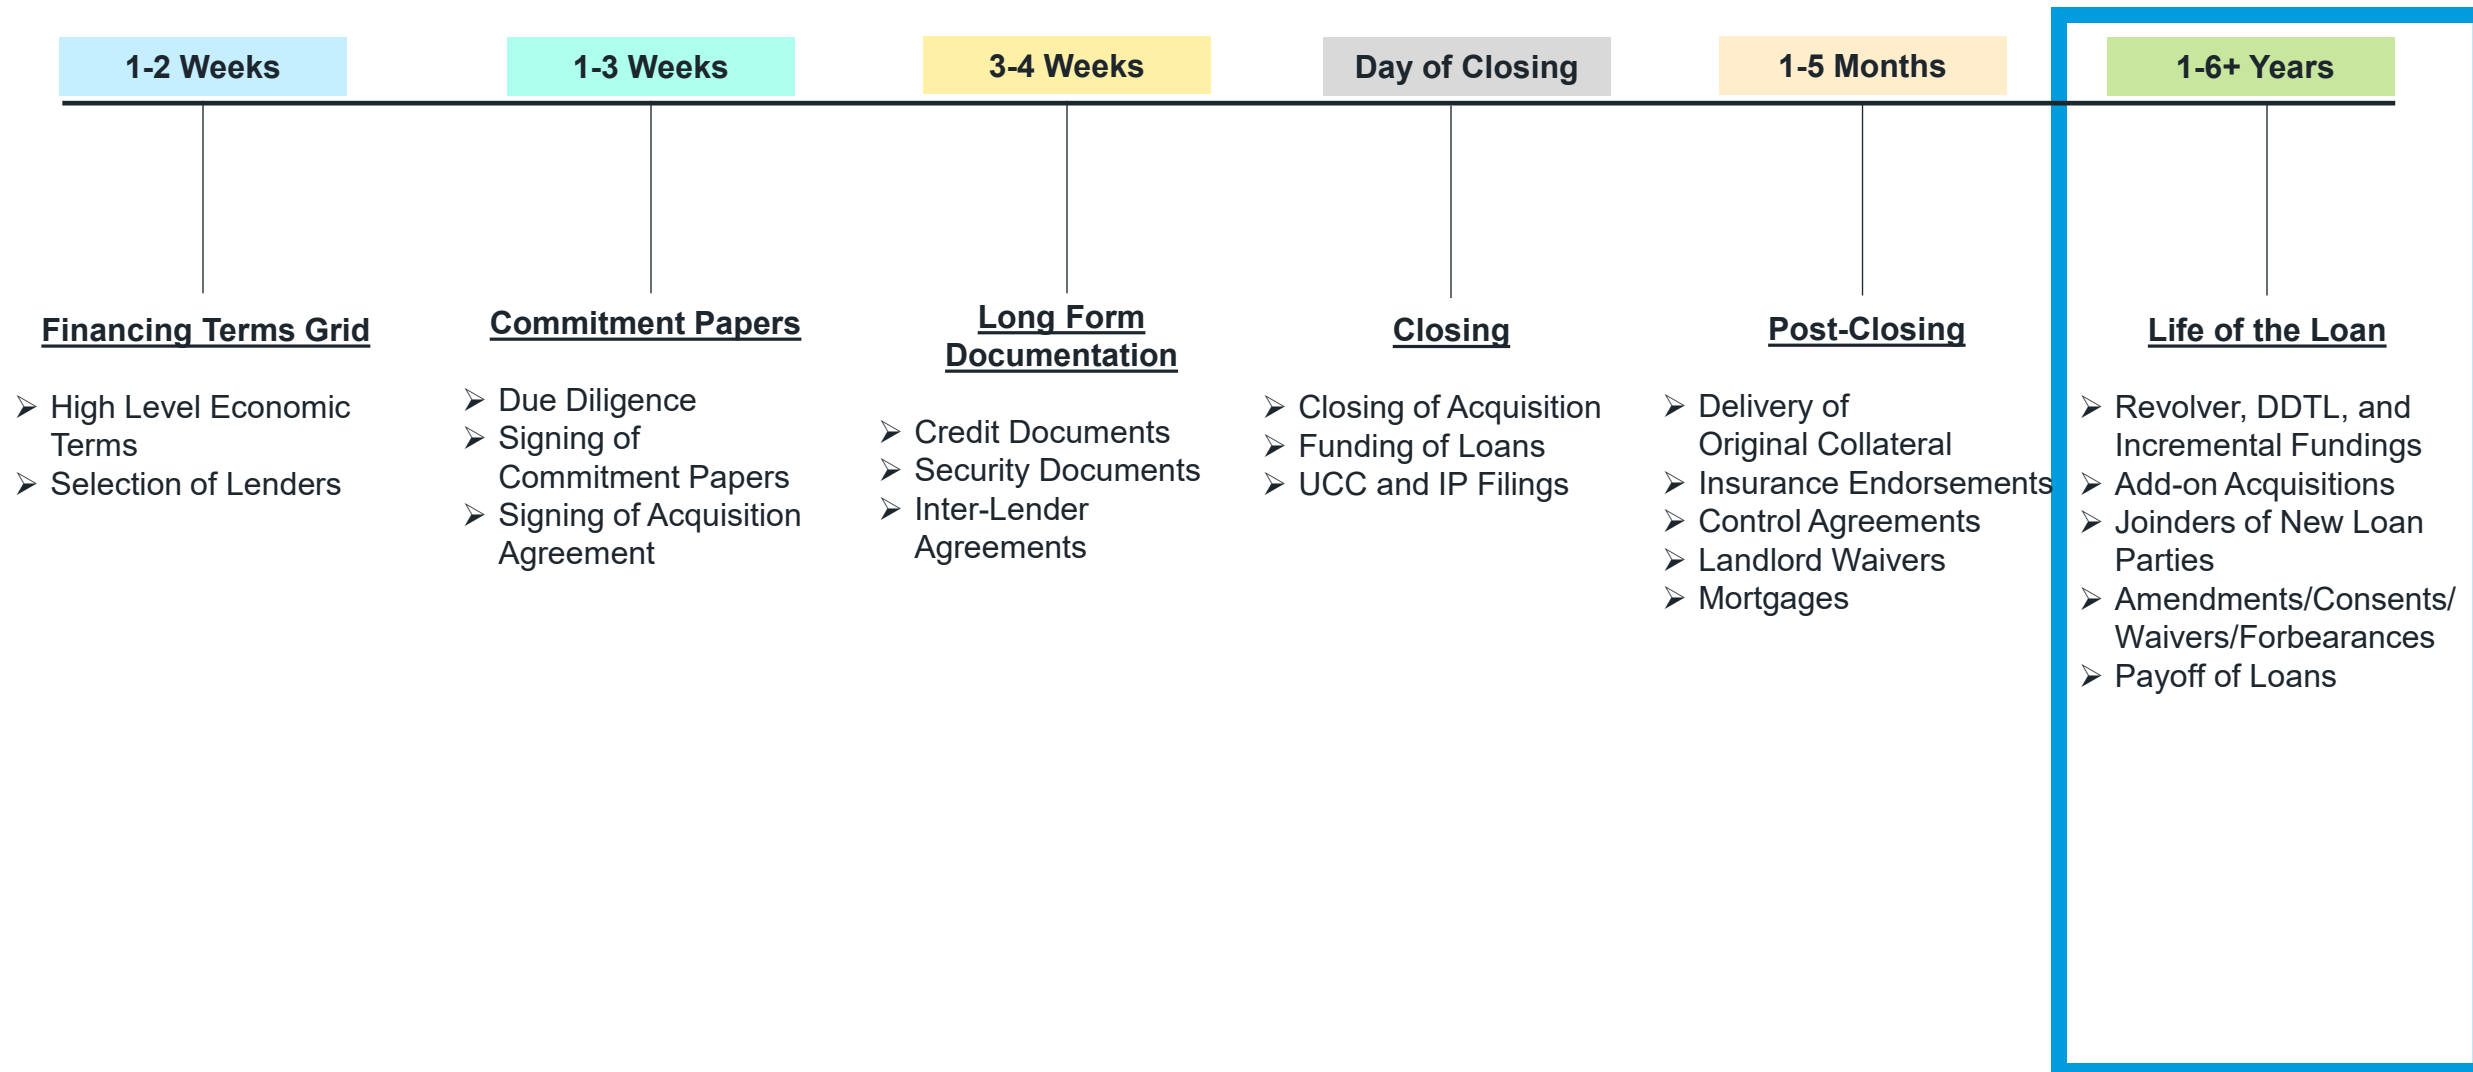 1-2 Weeks
1-3 Weeks
3-4 Weeks
Day of Closing
1-5 Months
1-6+ Years
Financing Terms Grid
➢ High Level Economic
Terms
➢ Selection of Lenders
Commitment Papers
➢ Due Diligence
➢ Signing of
Commitment Papers
➢ Signing of Acquisition
Agreement
Long Form
Documentation
➢ Credit Documents
➢ Security Documents
➢ Inter-Lender
Agreements
Closing
➢ Closing of Acquisition
➢ Funding of Loans
➢ UCC and IP Filings
Post-Closing
➢ Delivery of
Original Collateral
➢ Insurance Endorsements
➢ Control Agreements
➢ Landlord Waivers
➢ Mortgages
Life of the Loan
➢ Revolver, DDTL, and
Incremental Fundings
➢ Add-on Acquisitions
➢ Joinders of New Loan
Parties
➢ Amendments/Consents/
Waivers/Forbearances
➢ Payoff of Loans